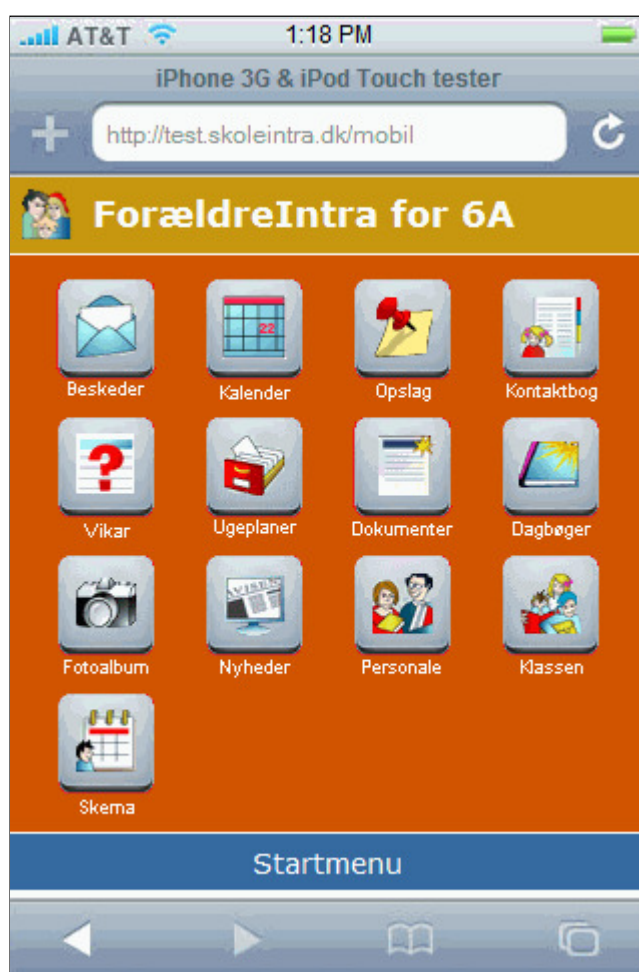 AT&T 1:18 PM
iPhone 3G & iPod Touch tester
http://test.skoleintra.dk/mobil
ForældreIntra for 6A
22
Beskeder Kalender Opslag Kontaktbog
?
AVISEN
Vikar Ugeplaner Dokumenter Dagbøger
Fotoalbum Nyheder Personale Klassen
Skema
Startmenu